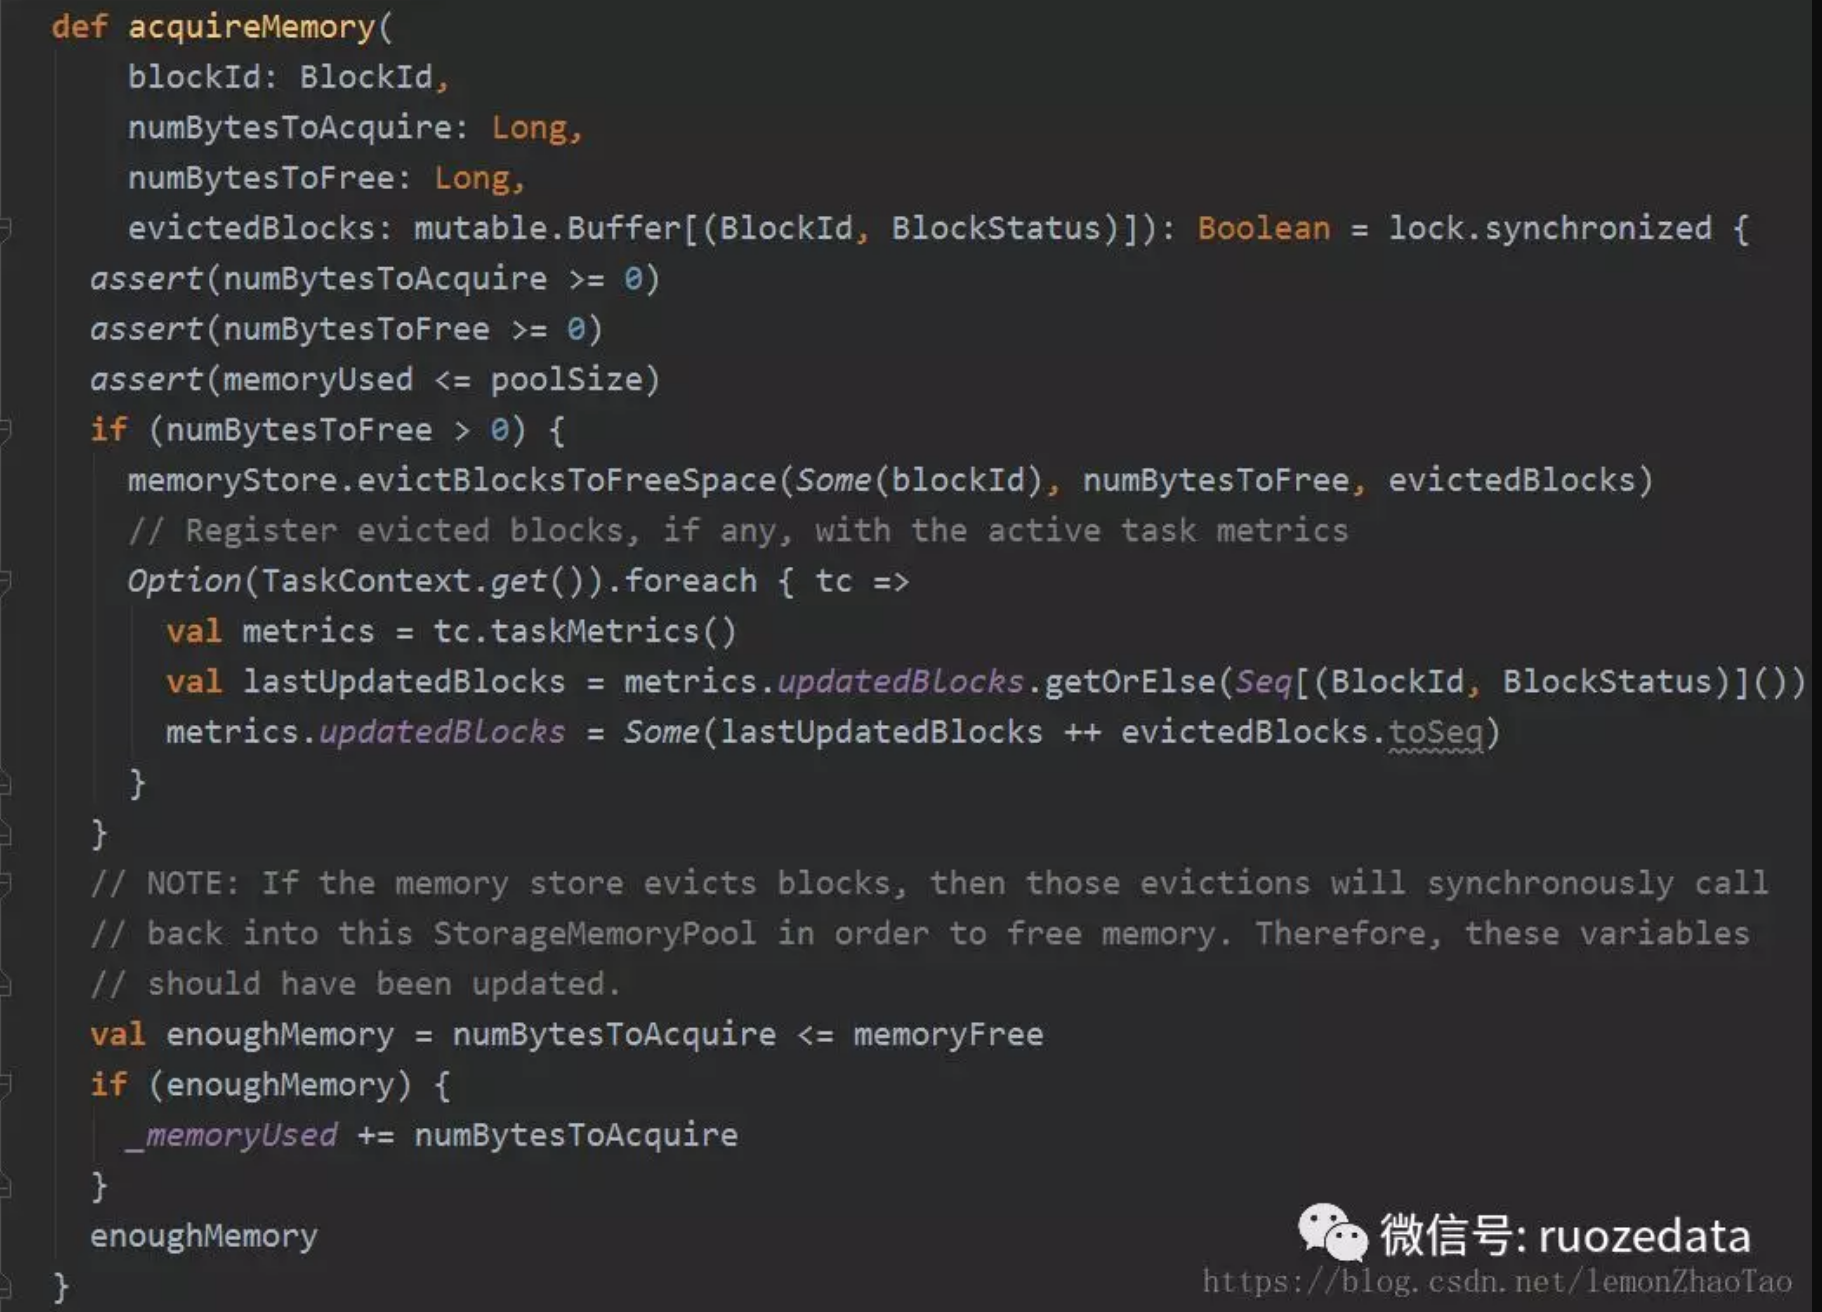 def acquireMemory(
    blockId: BlockId,
    numBytesToAcquire: Long,
    numBytesToFree: Long,
    evictedBlocks: mutable.Buffer[(BlockId, BlockStatus)]): Boolean = lock.synchronized {
  assert(numBytesToAcquire >= 0)
  assert(numBytesToFree >= 0)
  assert(memoryUsed <= poolSize)
  if (numBytesToFree > 0) {
    memoryStore.evictBlocksToFreeSpace(Some(blockId), numBytesToFree, evictedBlocks)
    // Register evicted blocks, if any, with the active task metrics
    Option(TaskContext.get()).foreach { tc =>
      val metrics = tc.taskMetrics()
      val lastUpdatedBlocks = metrics.updatedBlocks.getOrElse(Seq[(BlockId, BlockStatus)]())
      metrics.updatedBlocks = Some(lastUpdatedBlocks ++ evictedBlocks.toSeq)
    }
  }
  // NOTE: If the memory store evicts blocks, then those evictions will synchronously call
  // back into this StorageMemoryPool in order to free memory. Therefore, these variables
  // should have been updated.
  val enoughMemory = numBytesToAcquire <= memoryFree
  if (enoughMemory) {
    _memoryUsed += numBytesToAcquire
  }
  enoughMemory
}
微信号: ruozedata
https://blog.csdn.net/lemonZhaoTao